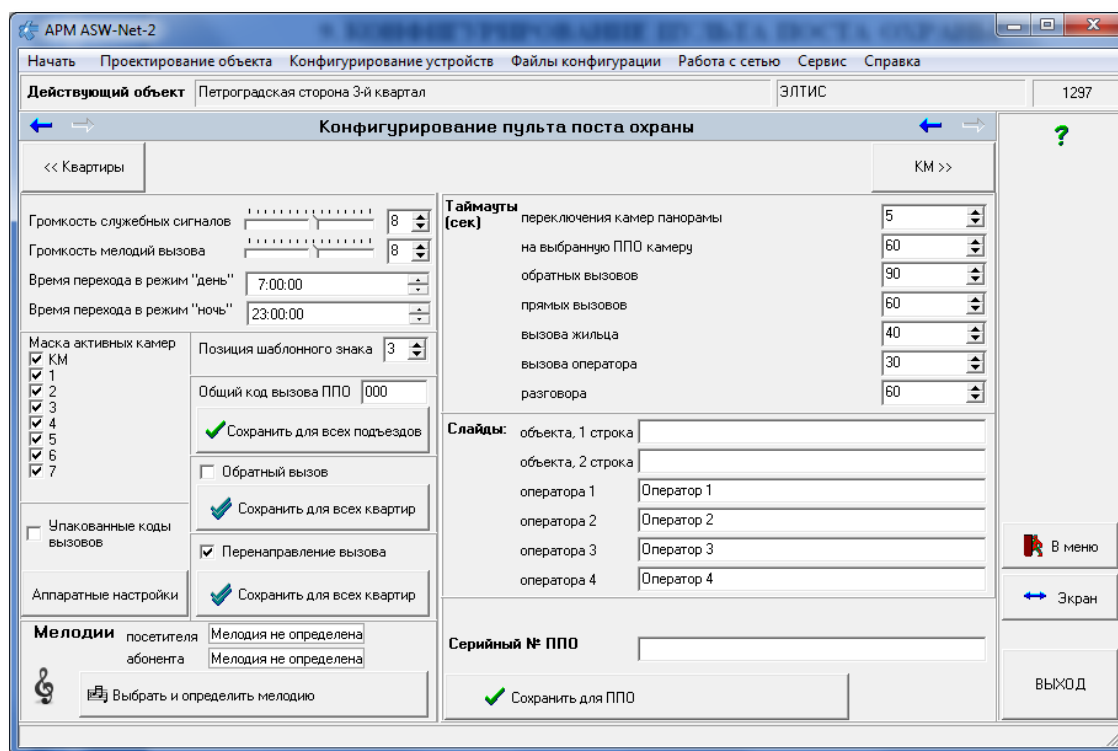 APM ASW-Net-2
9. КОНФИГУРИРОВАНИЕ ПУЛЬТА ПОСТА ОХРАНЫ
Начать Проектирование объекта Конфигурирование устройств Файлы конфигурации Работа с сетью Сервис Справка
Действующий объект Петроградская сторона 3-й квартал ЭЛТИС 1297
Конфигурирование пульта поста охраны
?
<< Квартиры
КМ >>
Громкость служебных сигналов 8
Громкость мелодий вызова 8
Время перехода в режим "день" 7:00:00
Время перехода в режим "ночь" 23:00:00
Маска активных камер
КМ
1
2
3
4
5
6
7
Упакованные коды
вызовов
Аппаратные настройки
Позиция шаблонного знака 3
Общий код вызова ППО 000
Сохранить для всех подъездов
Обратный вызов
Сохранить для всех квартир
Перенаправление вызова
Сохранить для всех квартир
Мелодии посетителя Мелодия не определена
абонента Мелодия не определена
Выбрать и определить мелодию
Таймауты
(сек)
переключения камер панорамы 5
на выбранную ППО камеру 60
обратных вызовов 90
прямых вызовов 60
вызова жильца 40
вызова оператора 30
разговора 60
Слайды: объекта, 1 строка
объекта, 2 строка
оператора 1 Оператор 1
оператора 2 Оператор 2
оператора 3 Оператор 3
оператора 4 Оператор 4
Серийный № ППО
Сохранить для ППО
В меню
Экран
ВЫХОД